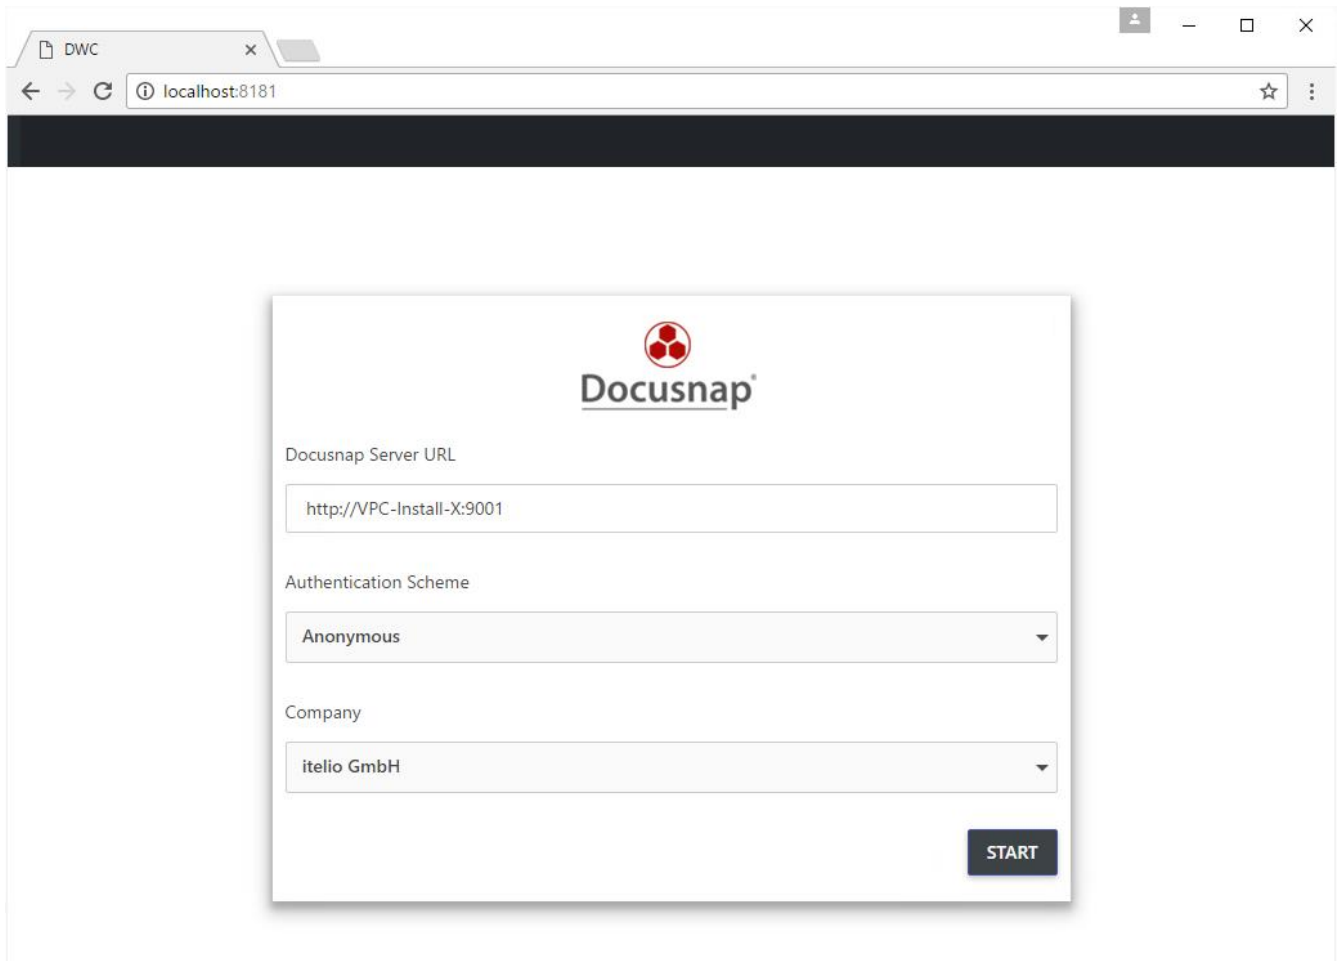 DWC
localhost:8181
Docusnap®
Docusnap Server URL
http://VPC-Install-X:9001
Authentication Scheme
Anonymous
Company
itelio GmbH
START